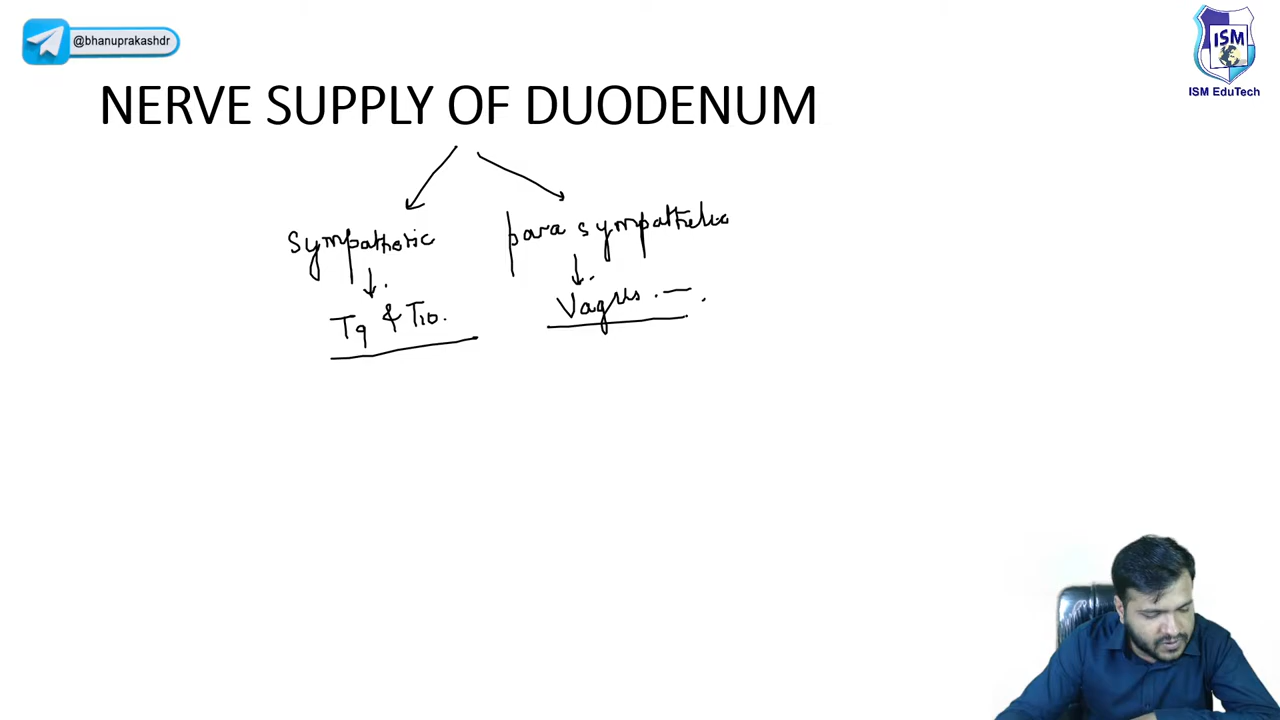 @bhanuprakashdr
ISM
ISM EduTech
NERVE SUPPLY OF DUODENUM
Sympathetic
para sympathetic
T9 & T10.
Vagus.